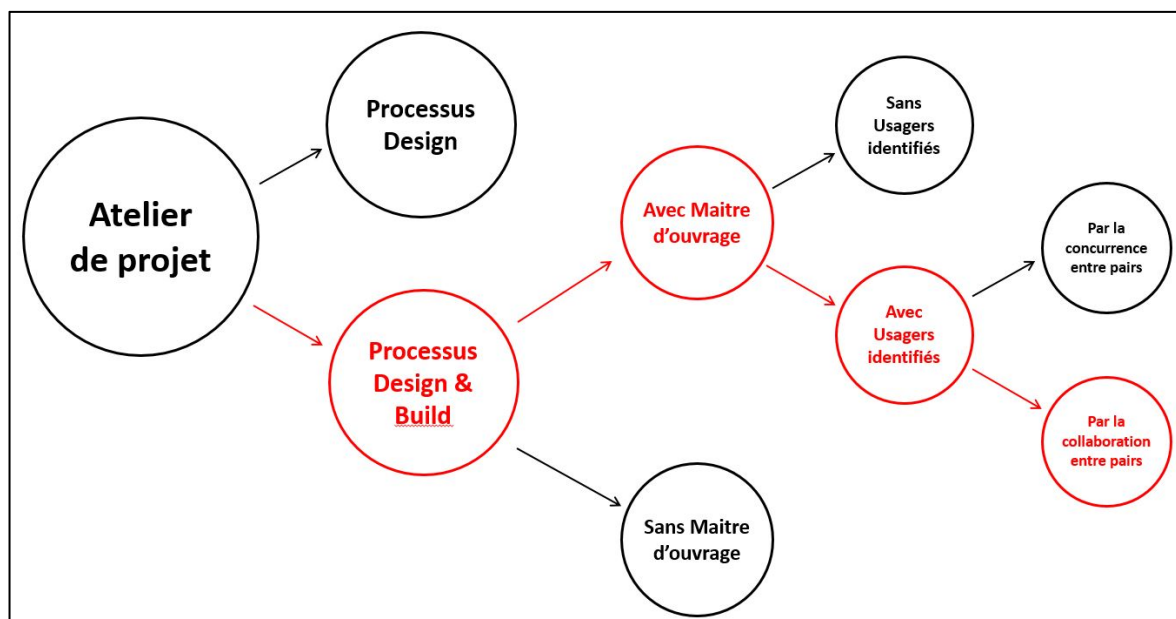 Atelier
de projet
Processus
Design
Processus
Design &
Build
Avec Maitre
d'ouvrage
Sans Maitre
d'ouvrage
Sans
Usagers
identifiés
Avec
Usagers
identifiés
Par la
concurrence
entre pairs
Par la
collaboration
entre pairs